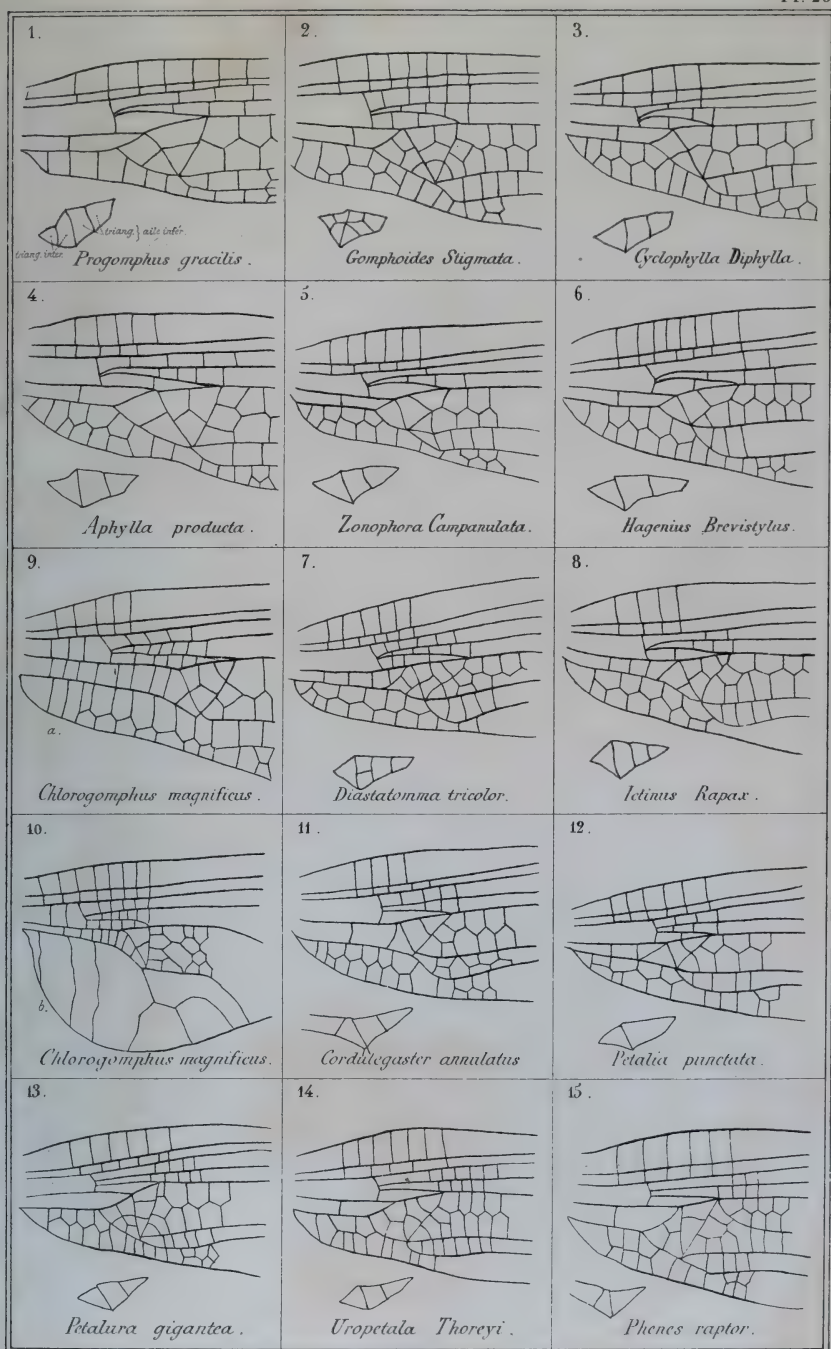 1.
triang. } aile infér.
triang. inter.
Progomphus gracilis.
2.
Gomphoides Stigmata.
3.
Cyclophylla Diphylla.
4.
Aphylla producta.
5.
Zonophora Campanulata.
6.
Hagenius Brevistylus.
9.
a.
Chlorogomphus magnificus.
7.
Diastatomma tricolor.
8.
Ictinus Rapax.
10.
b.
Chlorogomphus magnificus.
11.
Cordulegaster annulatus
12.
Petalia punctata.
13.
Petalura gigantea.
14.
Uropetala Thoreyi.
15.
Phenes raptor.